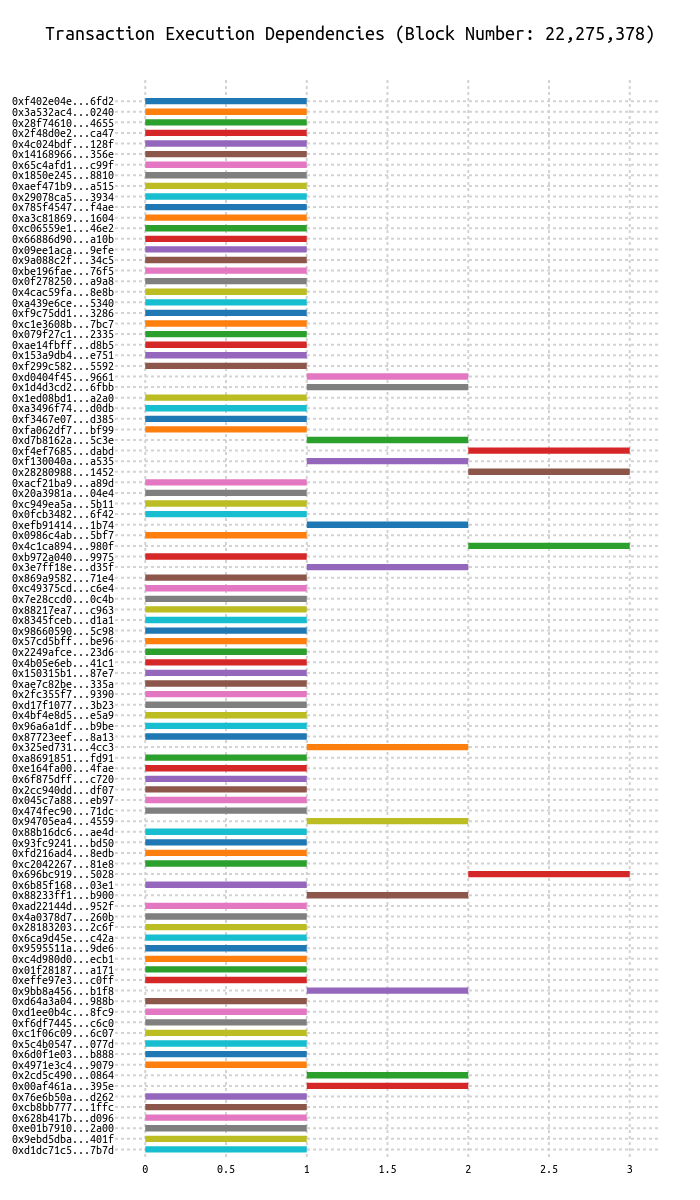 Transaction Execution Dependencies (Block Number: 22,275,378)
0xf402e04e...6fd2
0x3a532ac4...0240
0x28f74610...4655
0x2f48d0e2...ca47
0x4c024bdf...128f
0x14168966...356e
0x65c4afd1...c99f
0x1850e245...8810
0xaef471b9...a515
0x29078ca5...3934
0x785f4547...f4ae
0xa3c81869...1604
0xc06559e1...46e2
0x66886d90...a10b
0x09ee1aca...9efe
0x9a088c2f...34c5
0xbe196fae...76f5
0x0f278250...a9a8
0x4cac59fa...8e8b
0xa439e6ce...5340
0xf9c75dd1...3286
0xc1e3608b...7bc7
0x079f27c1...2335
0xae14fbff...d8b5
0x153a9db4...e751
0xf299c582...5592
0xd0404f45...9661
0x1d4d3cd2...6fbb
0x1ed08bd1...a2a0
0xa3496f74...d0db
0xf3467e07...d385
0xfa062df7...bf99
0xd7b8162a...5c3e
0xf4ef7685...dabd
0xf130040a...a535
0x28280988...1452
0xacf21ba9...a89d
0x20a3981a...04e4
0xc949ea5a...5b11
0x0fcb3482...6f42
0xefb91414...1b74
0x0986c4ab...5bf7
0x4c1ca894...980f
0xb972a040...9975
0x3e7ff18e...d35f
0x869a9582...71e4
0xc49375cd...c6e4
0x7e28ccd0...0c4b
0x88217ea7...c963
0x8345fceb...d1a1
0x98660590...5c98
0x57cd5bff...be96
0x2249afce...23d6
0x4b05e6eb...41c1
0x150315b1...87e7
0xae7c82be...335a
0x2fc355f7...9390
0xd17f1077...3b23
0x4bf4e8d5...e5a9
0x96a6a1df...b9be
0x87723eef...8a13
0x325ed731...4cc3
0xa8691851...fd91
0xe164fa00...4fae
0x6f875dff...c720
0x2cc940dd...df07
0x045c7a88...eb97
0x474fec90...71dc
0x94705ea4...4559
0x88b16dc6...ae4d
0x93fc9241...bd50
0xfd216ad4...8edb
0xc2042267...81e8
0x696bc919...5028
0x6b85f168...03e1
0x88233ff1...b900
0xad22144d...952f
0x4a0378d7...260b
0x28183203...2c6f
0x6ca9d45e...c42a
0x9595511a...9de6
0xc4d980d0...ecb1
0x01f28187...a171
0xeffe97e3...c0ff
0x9bb8a456...b1f8
0xd64a3a04...988b
0xd1ee0b4c...8fc9
0xf6df7445...c6c0
0xc1f06c09...6c07
0x5c4b0547...077d
0x6d0f1e03...b888
0x4971e3c4...9079
0x2cd5c490...0864
0x00af461a...395e
0x76e6b50a...d262
0xcb8bb777...1ffc
0x628b417b...d096
0xe01b7910...2a00
0x9ebd5dba...401f
0xd1dc71c5...7b7d
0 0.5 1 1.5 2 2.5 3